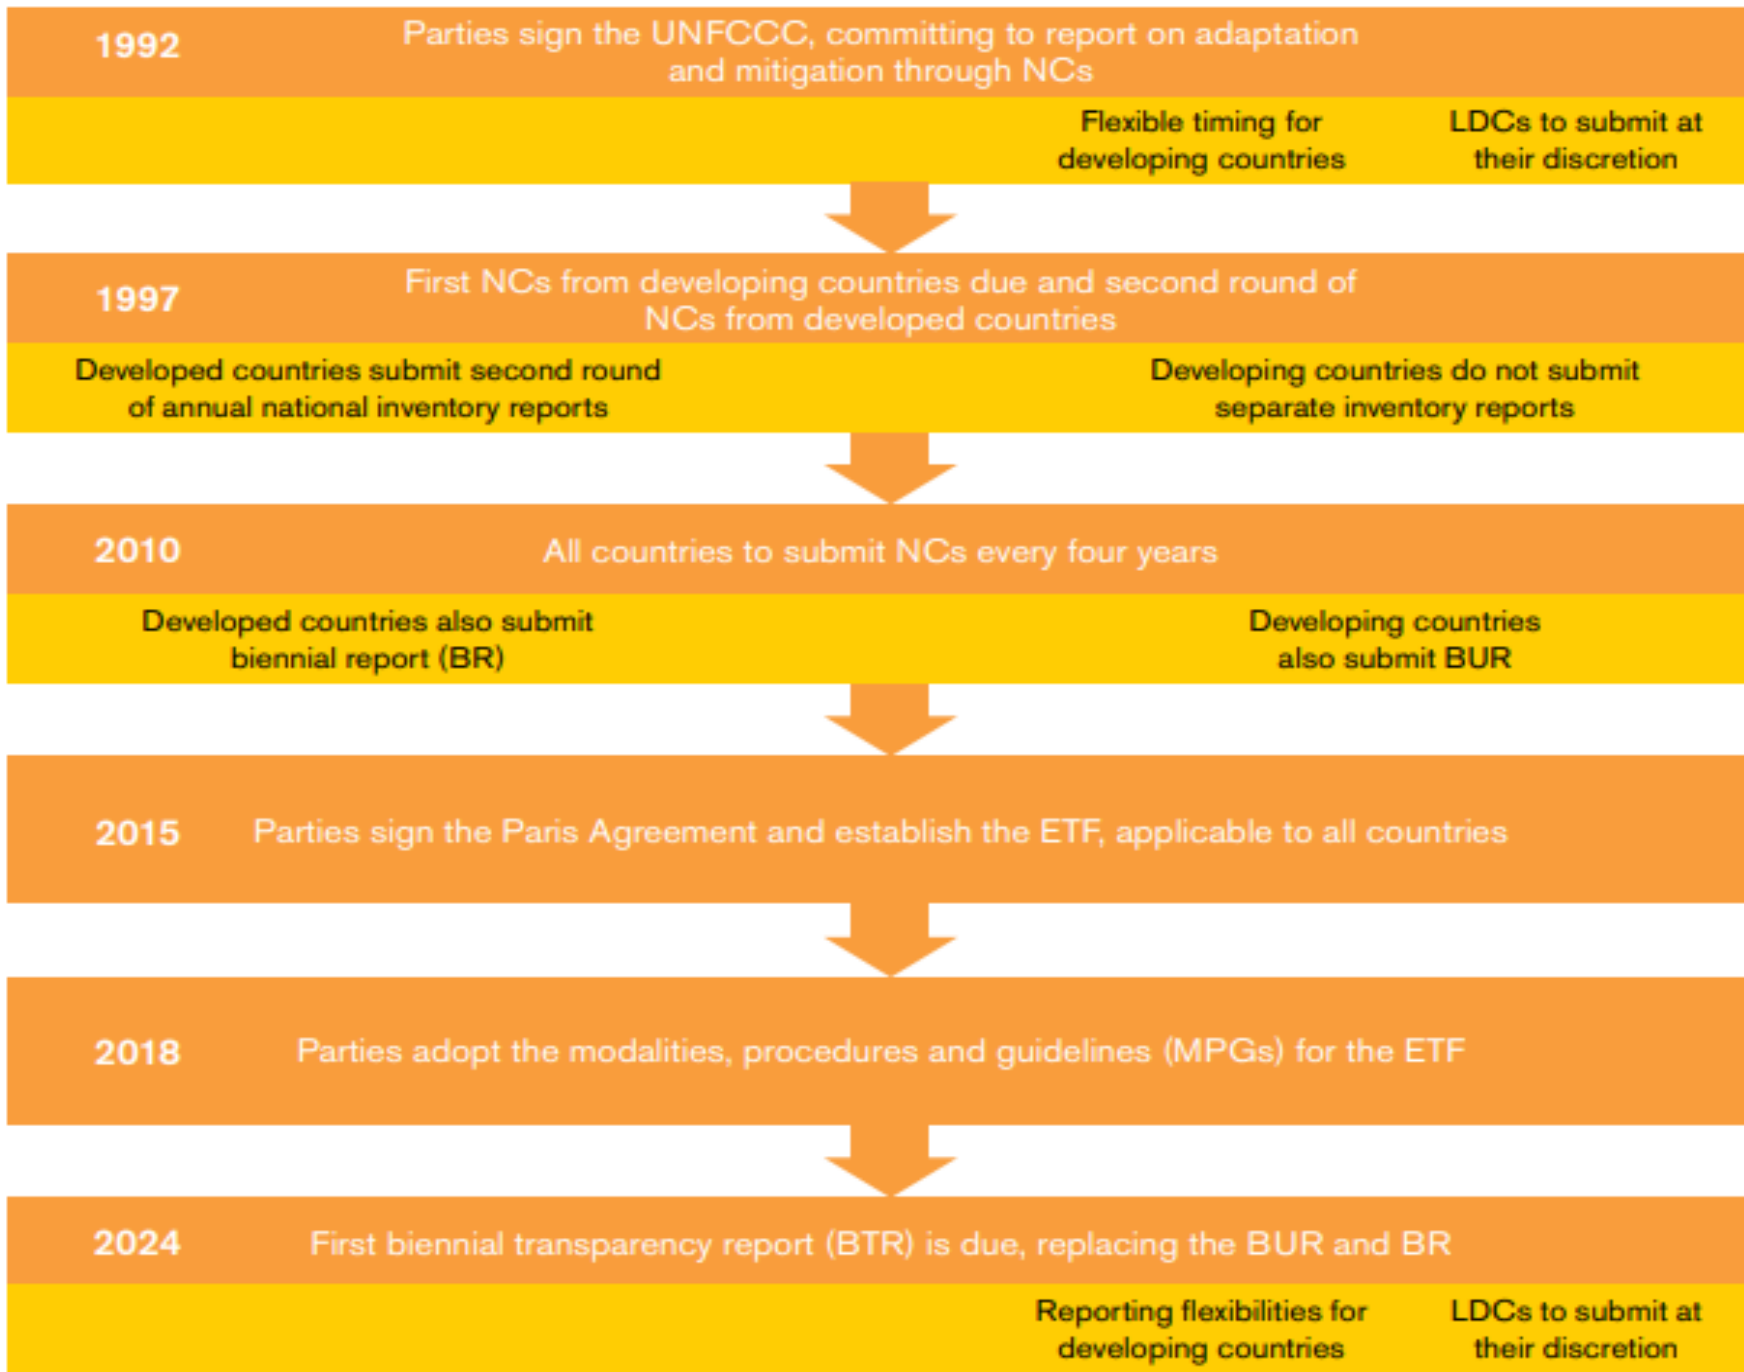 1992
Parties sign the UNFCCC, committing to report on adaptation
and mitigation through NCs
Flexible timing for
developing countries
LDCs to submit at
their discretion
1997
First NCs from developing countries due and second round of
NCs from developed countries
Developed countries submit second round
of annual national inventory reports
Developing countries do not submit
separate inventory reports
2010
All countries to submit NCs every four years
Developed countries also submit
biennial report (BR)
Developing countries
also submit BUR
2015
Parties sign the Paris Agreement and establish the ETF, applicable to all countries
2018
Parties adopt the modalities, procedures and guidelines (MPGs) for the ETF
2024
First biennial transparency report (BTR) is due, replacing the BUR and BR
Reporting flexibilities for
developing countries
LDCs to submit at
their discretion